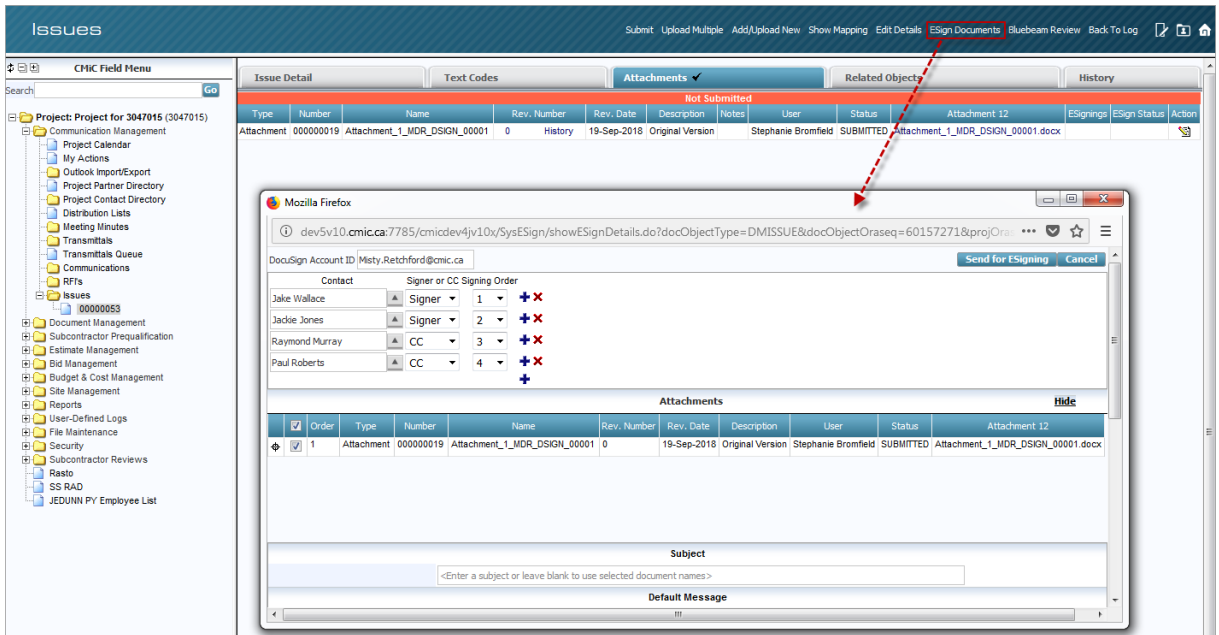 Issues
Submit Upload Multiple Add/Upload New Show Mapping Edit Details ESign Documents Bluebeam Review Back To Log
CMiC Field Menu
Search Go
Project: Project for 3047015 (3047015)
Communication Management
Project Calendar
My Actions
Outlook Import/Export
Project Partner Directory
Project Contact Directory
Distribution Lists
Meeting Minutes
Transmittals
Transmittals Queue
Communications
RFI's
Issues
00000053
Document Management
Subcontractor Prequalification
Estimate Management
Bid Management
Budget & Cost Management
Site Management
Reports
User-Defined Logs
File Maintenance
Security
Subcontractor Reviews
Rasto
SS RAD
JEDUNN PY Employee List
Issue Detail Text Codes Attachments ✔ Related Objects History
Not Submitted
Type Number Name Rev. Number Rev. Date Description Notes User Status Attachment 12 ESignings ESign Status Action
Attachment 000000019 Attachment_1_MDR_DSIGN_00001 0 History 19-Sep-2018 Original Version Stephanie Bromfield SUBMITTED Attachment_1_MDR_DSIGN_00001.docx
Mozilla Firefox
dev5v10.cmic.ca:7785/cmicdev4jv10x/SysESign/showESignDetails.do?docObjectType=DMISSUE&docObjectOraseq=60157271&projOra
DocuSign Account ID Misty.Retchford@cmic.ca Send for ESigning Cancel
Contact Signer or CC Signing Order
Jake Wallace Signer 1
Jackie Jones Signer 2
Raymond Murray CC 3
Paul Roberts CC 4
Attachments Hide
Order Type Number Name Rev. Number Rev. Date Description User Status Attachment 12
1 Attachment 000000019 Attachment_1_MDR_DSIGN_00001 0 19-Sep-2018 Original Version Stephanie Bromfield SUBMITTED Attachment_1_MDR_DSIGN_00001.docx
Subject
<Enter a subject or leave blank to use selected document names>
Default Message